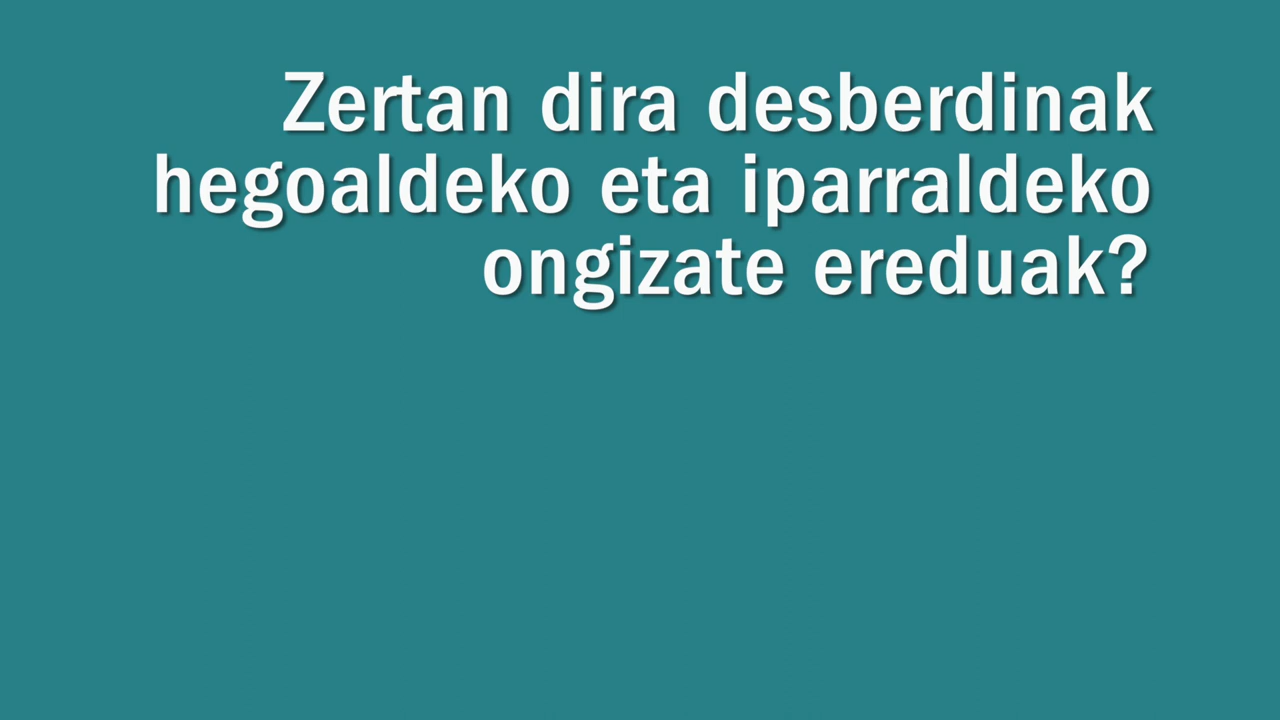 Zertan dira desberdinak
hegoaldeko eta iparraldeko
ongizate ereduak?